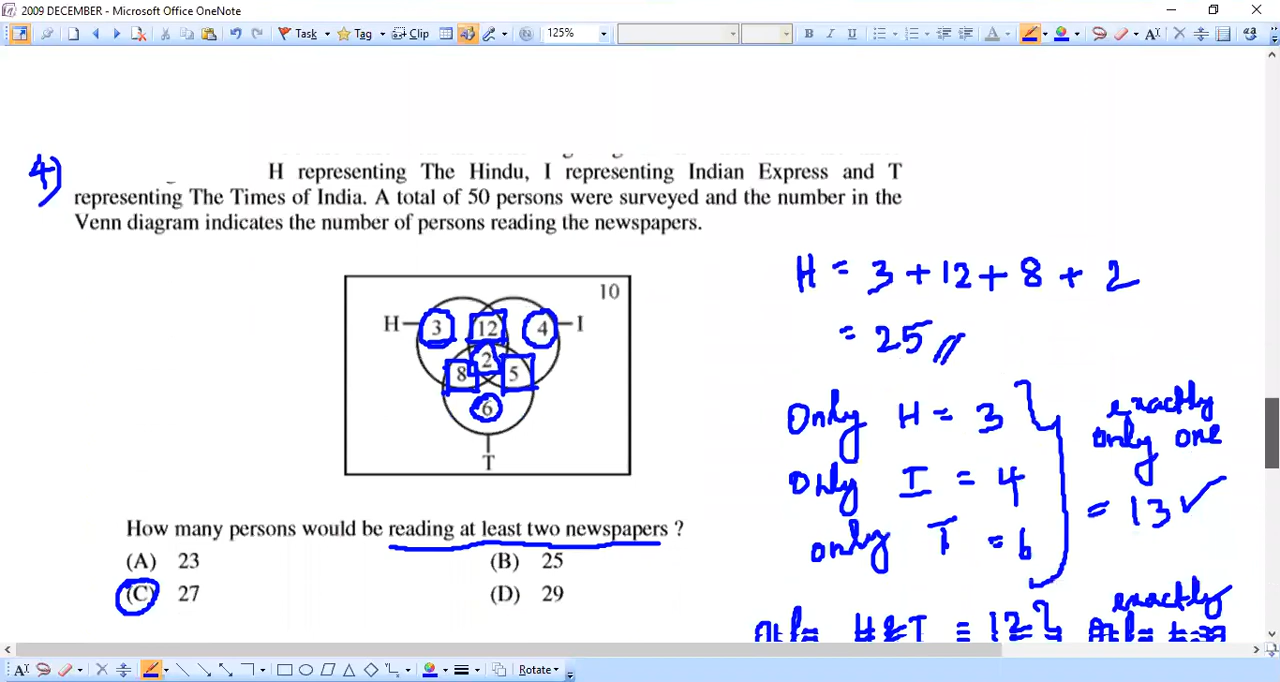 2009 DECEMBER - Microsoft Office OneNote
Task Tag Clip 125% B I U
4)
H representing The Hindu, I representing Indian Express and T
representing The Times of India. A total of 50 persons were surveyed and the number in the
Venn diagram indicates the number of persons reading the newspapers.
10
H 3 12 4 I
2
8 5
6
T
How many persons would be reading at least two newspapers ?
(A) 23 (B) 25
(C) 27 (D) 29
H = 3 + 12 + 8 + 2
= 25 //
Only H = 3
Only I = 4
only T = 6
exactly
only one
= 13 ✓
exactly
= 12
Rotate